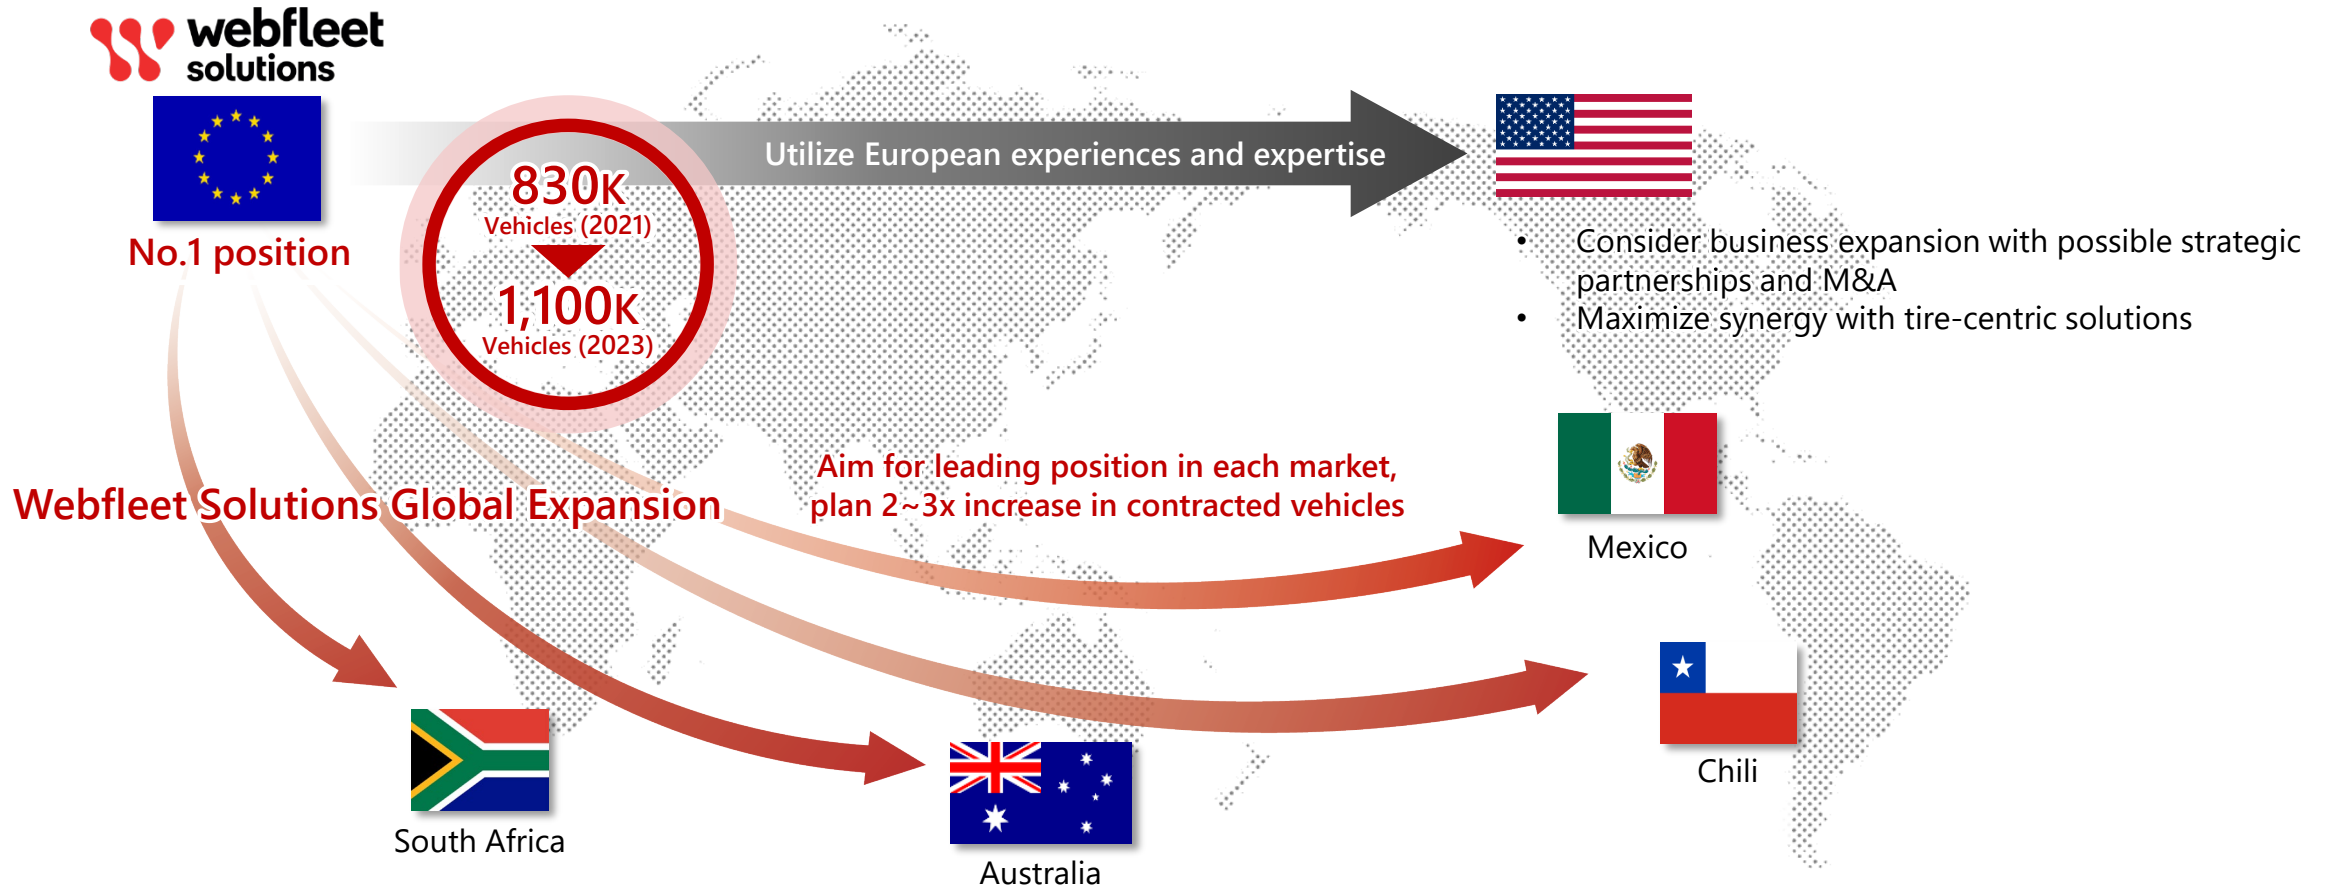 webfleet
solutions
No.1 position
830K
Vehicles (2021)
1,100K
Vehicles (2023)
Utilize European experiences and expertise
• Consider business expansion with possible strategic
partnerships and M&A
• Maximize synergy with tire-centric solutions
Webfleet Solutions Global Expansion
Aim for leading position in each market,
plan 2~3x increase in contracted vehicles
Mexico
Chili
South Africa
Australia